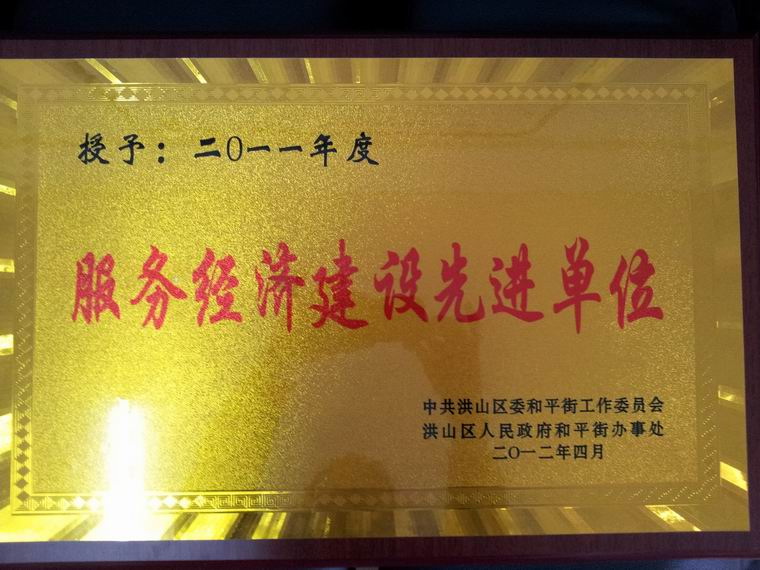 授予：二〇一一年度
服务经济建设先进单位
中共洪山区委和平街工作委员会
洪山区人民政府和平街办事处
二〇一二年四月